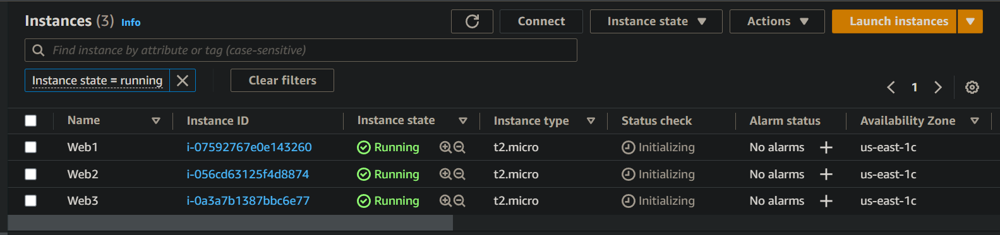 Instances (3) Info
Connect
Instance state
Actions
Launch instances
Find instance by attribute or tag (case-sensitive)
Instance state = running
Clear filters
1
Name Instance ID Instance state Instance type Status check Alarm status Availability Zone
Web1 i-07592767e0e143260 Running t2.micro Initializing No alarms us-east-1c
Web2 i-056cd63125f4d8874 Running t2.micro Initializing No alarms us-east-1c
Web3 i-0a3a7b1387bbc6e77 Running t2.micro Initializing No alarms us-east-1c